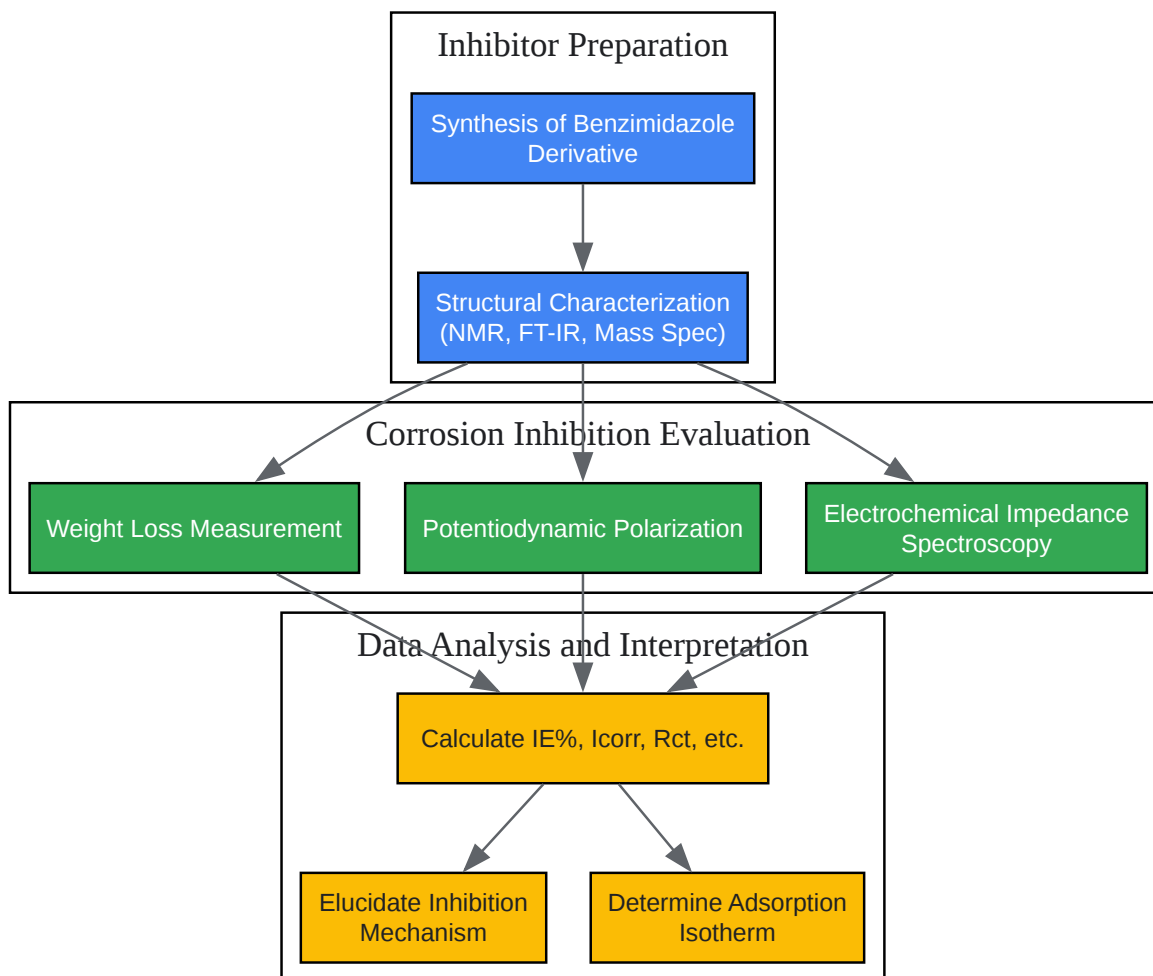 Inhibitor Preparation
Synthesis of Benzimidazole
Derivative
Structural Characterization
(NMR, FT-IR, Mass Spec)
Corrosion Inhibition Evaluation
Weight Loss Measurement
Potentiodynamic Polarization
Electrochemical Impedance
Spectroscopy
Data Analysis and Interpretation
Calculate IE%, Icorr, Rct, etc.
Elucidate Inhibition
Mechanism
Determine Adsorption
Isotherm